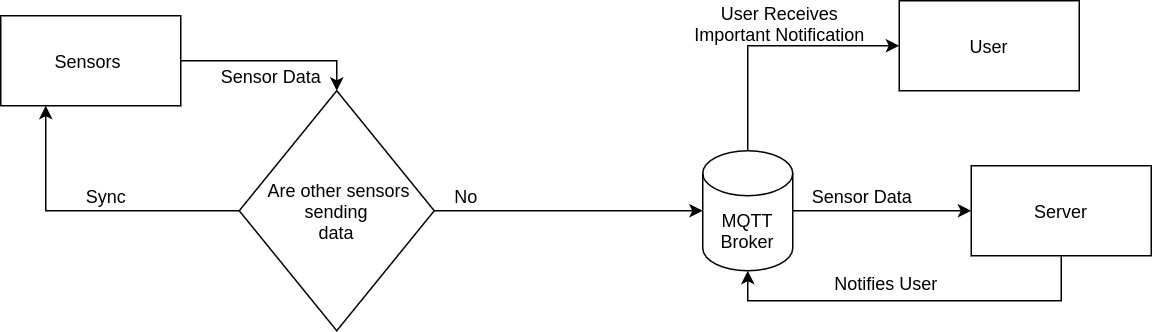 User Receives
Important Notification
Sensors
User
Sensor Data
Are other sensors
sending
data
Sync
No
MQTT
Broker
Sensor Data
Server
Notifies User